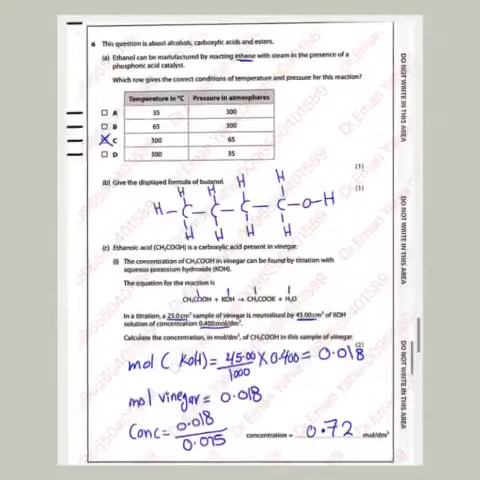 6 This question is about alcohols, carboxylic acids and esters.
(a) Ethanol can be manufactured by reacting ethene with steam in the presence of a
phosphoric acid catalyst.
Which row gives the correct conditions of temperature and pressure for this reaction?
Temperature in °C Pressure in atmospheres
A 35 300
B 65 300
X C 300 65
D 300 35
(1)
(b) Give the displayed formula of butanol.
(1)
H H H H
H-C-C-C-C-O-H
H H H H
(c) Ethanoic acid (CH₃COOH) is a carboxylic acid present in vinegar.
(i) The concentration of CH₃COOH in vinegar can be found by titration with
aqueous potassium hydroxide (KOH).
The equation for the reaction is
1 1 1 1
CH₃COOH + KOH → CH₃COOK + H₂O
In a titration, a 25.0 cm³ sample of vinegar is neutralised by 45.00 cm³ of KOH
solution of concentration 0.400 mol/dm³.
Calculate the concentration, in mol/dm³, of CH₃COOH in this sample of vinegar.
(2)
mol ( KOH) = 45.00/1000 X 0.400 = 0.018
mol vinegar = 0.018
Conc = 0.018/0.025
concentration = 0.72 mol/dm³
DO NOT WRITE IN THIS AREA
DO NOT WRITE IN THIS AREA
DO NOT WRITE IN THIS AREA